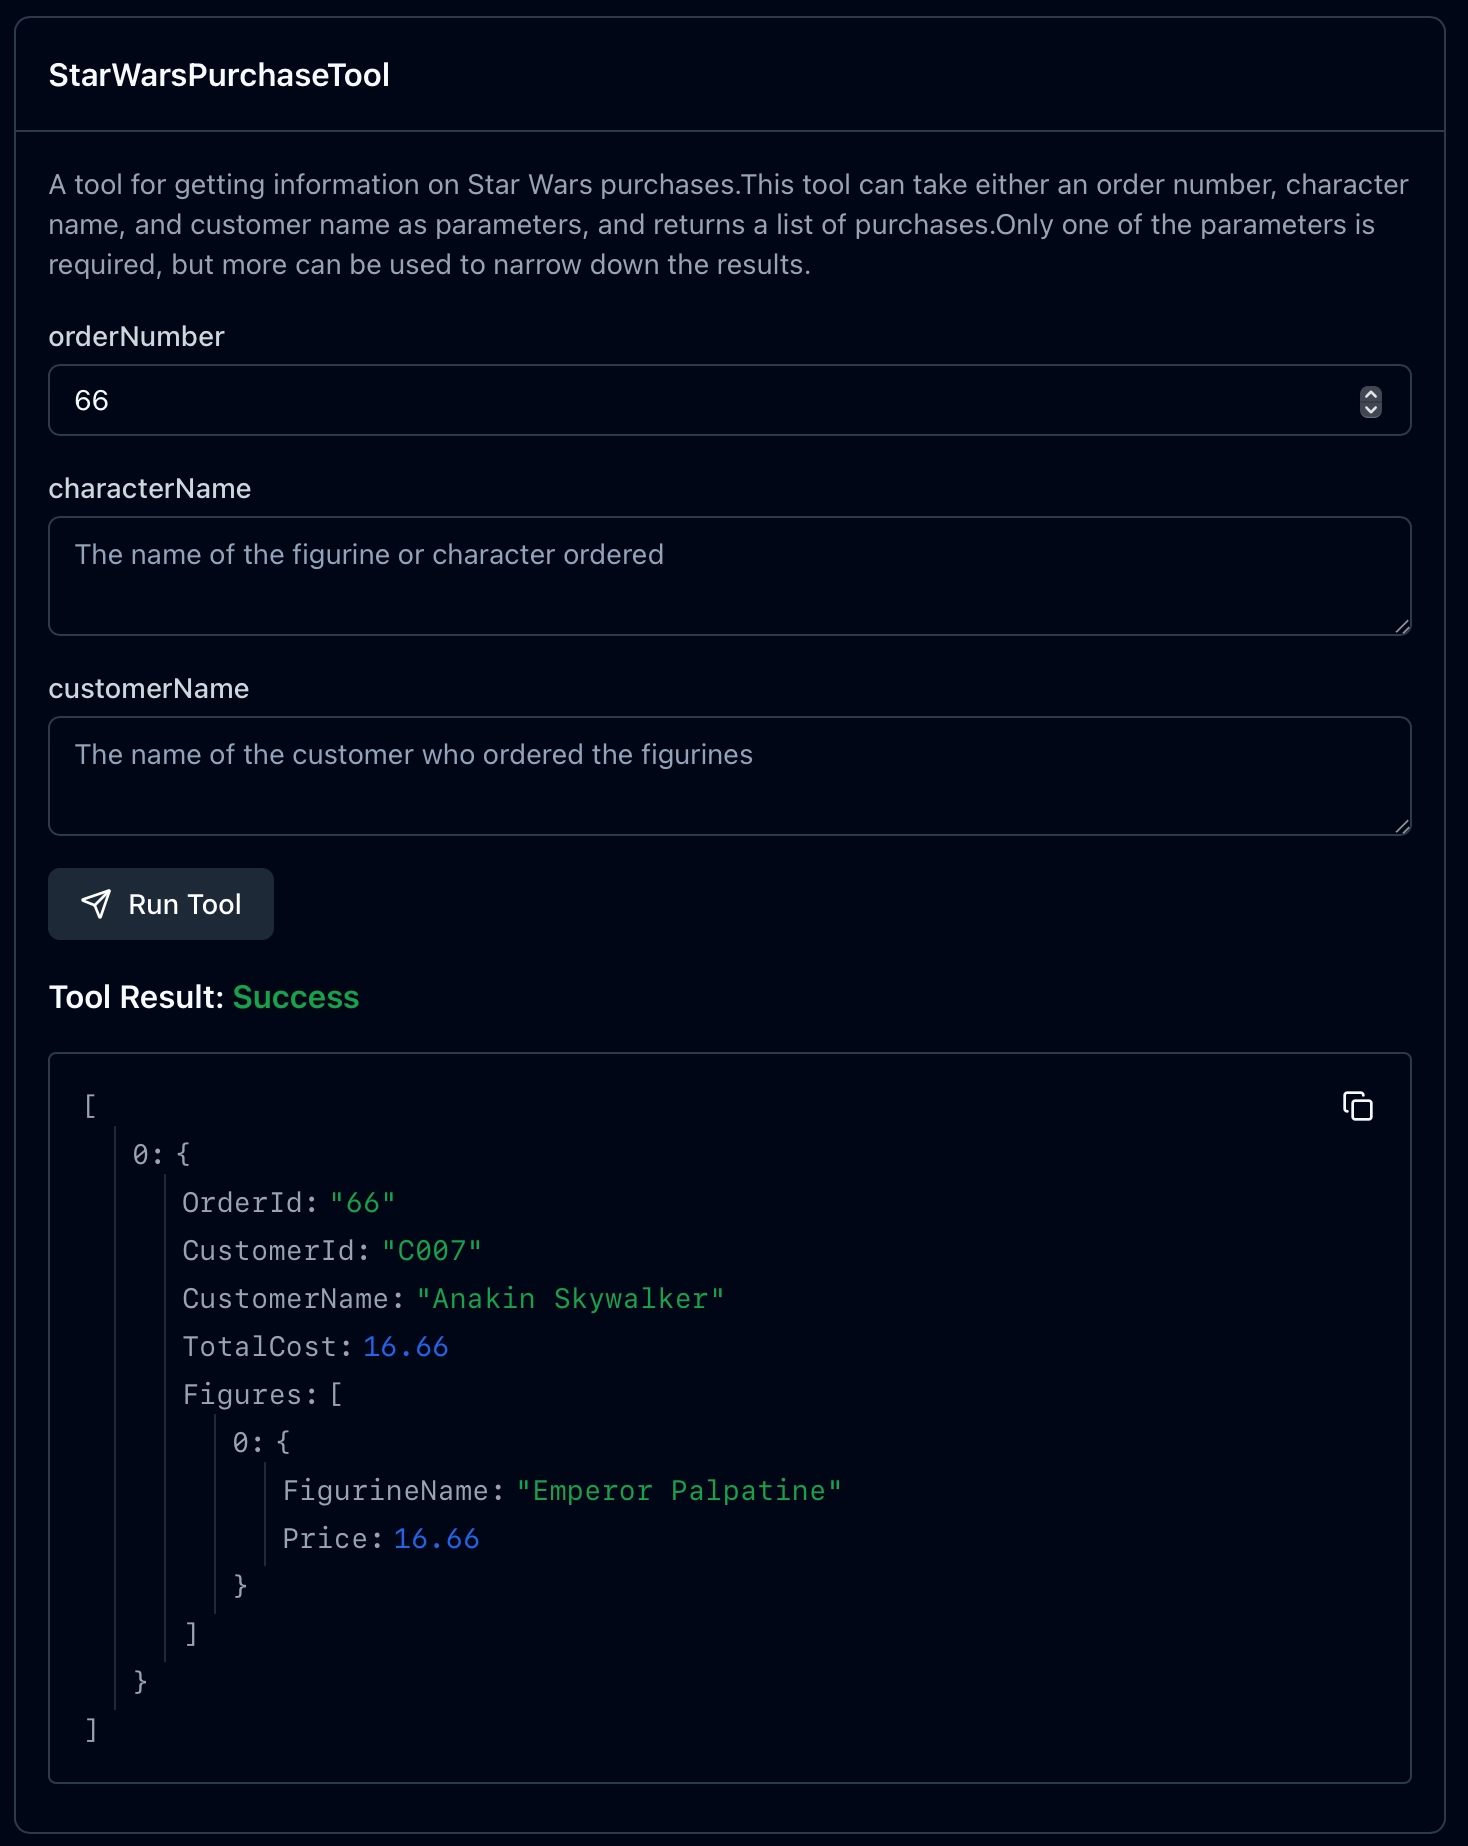 StarWarsPurchaseTool
A tool for getting information on Star Wars purchases.This tool can take either an order number, character
name, and customer name as parameters, and returns a list of purchases.Only one of the parameters is
required, but more can be used to narrow down the results.
orderNumber
66
characterName
The name of the figurine or character ordered
customerName
The name of the customer who ordered the figurines
Run Tool
Tool Result: Success
[
0: {
OrderId: "66"
CustomerId: "C007"
CustomerName: "Anakin Skywalker"
TotalCost: 16.66
Figures: [
0: {
FigurineName: "Emperor Palpatine"
Price: 16.66
}
]
}
]